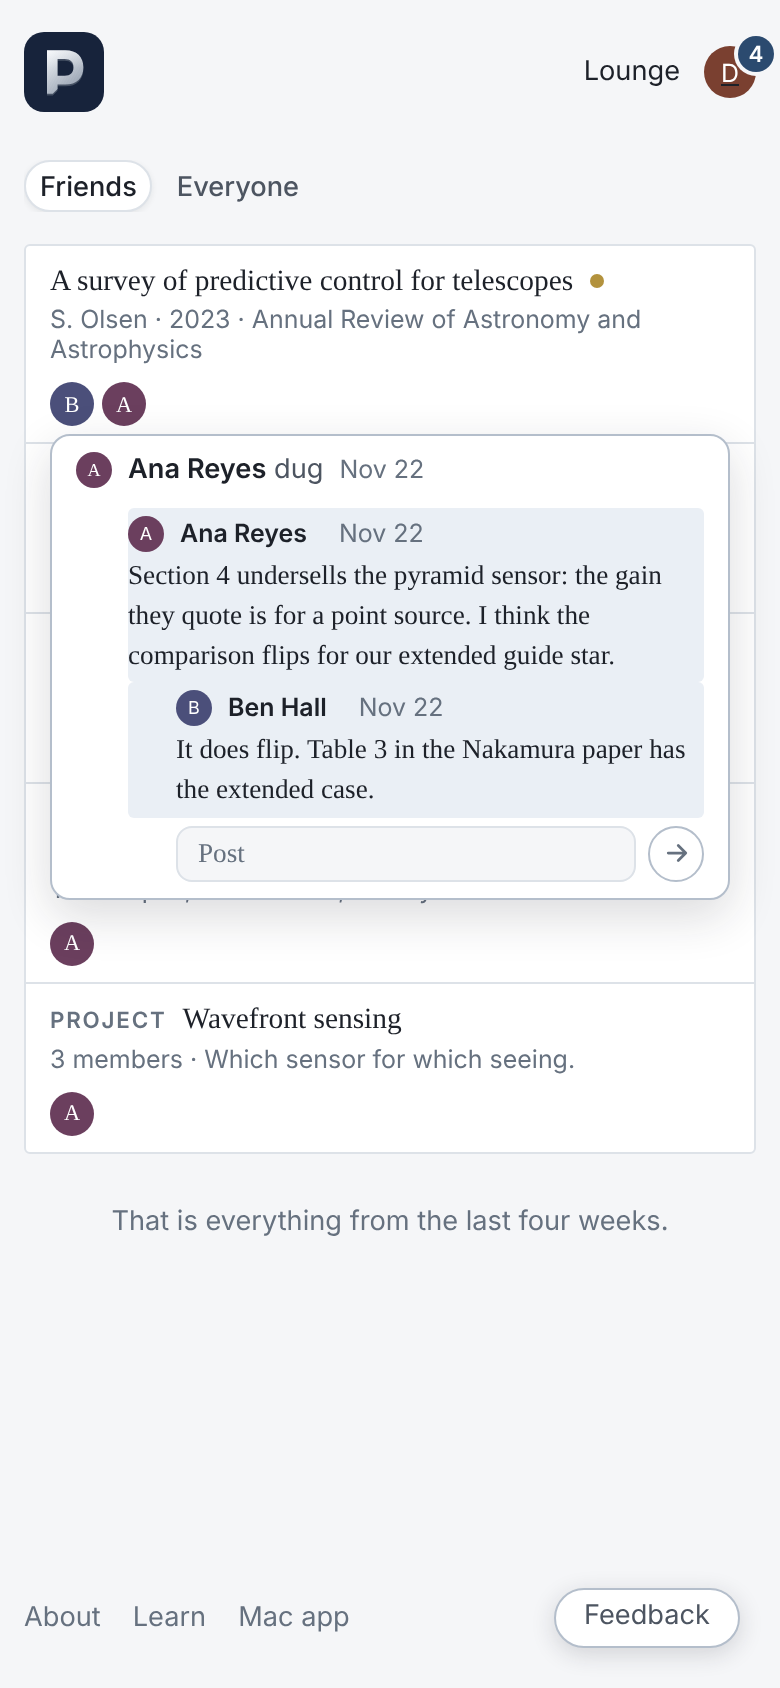 P
Lounge
D
4
Friends
Everyone
A survey of predictive control for telescopes
S. Olsen · 2023 · Annual Review of Astronomy and
Astrophysics
B
A
A
Ana Reyes dug Nov 22
A
Ana Reyes Nov 22
Section 4 undersells the pyramid sensor: the gain
they quote is for a point source. I think the
comparison flips for our extended guide star.
B
Ben Hall Nov 22
It does flip. Table 3 in the Nakamura paper has
the extended case.
Post
A
PROJECT Wavefront sensing
3 members · Which sensor for which seeing.
A
That is everything from the last four weeks.
About
Learn
Mac app
Feedback